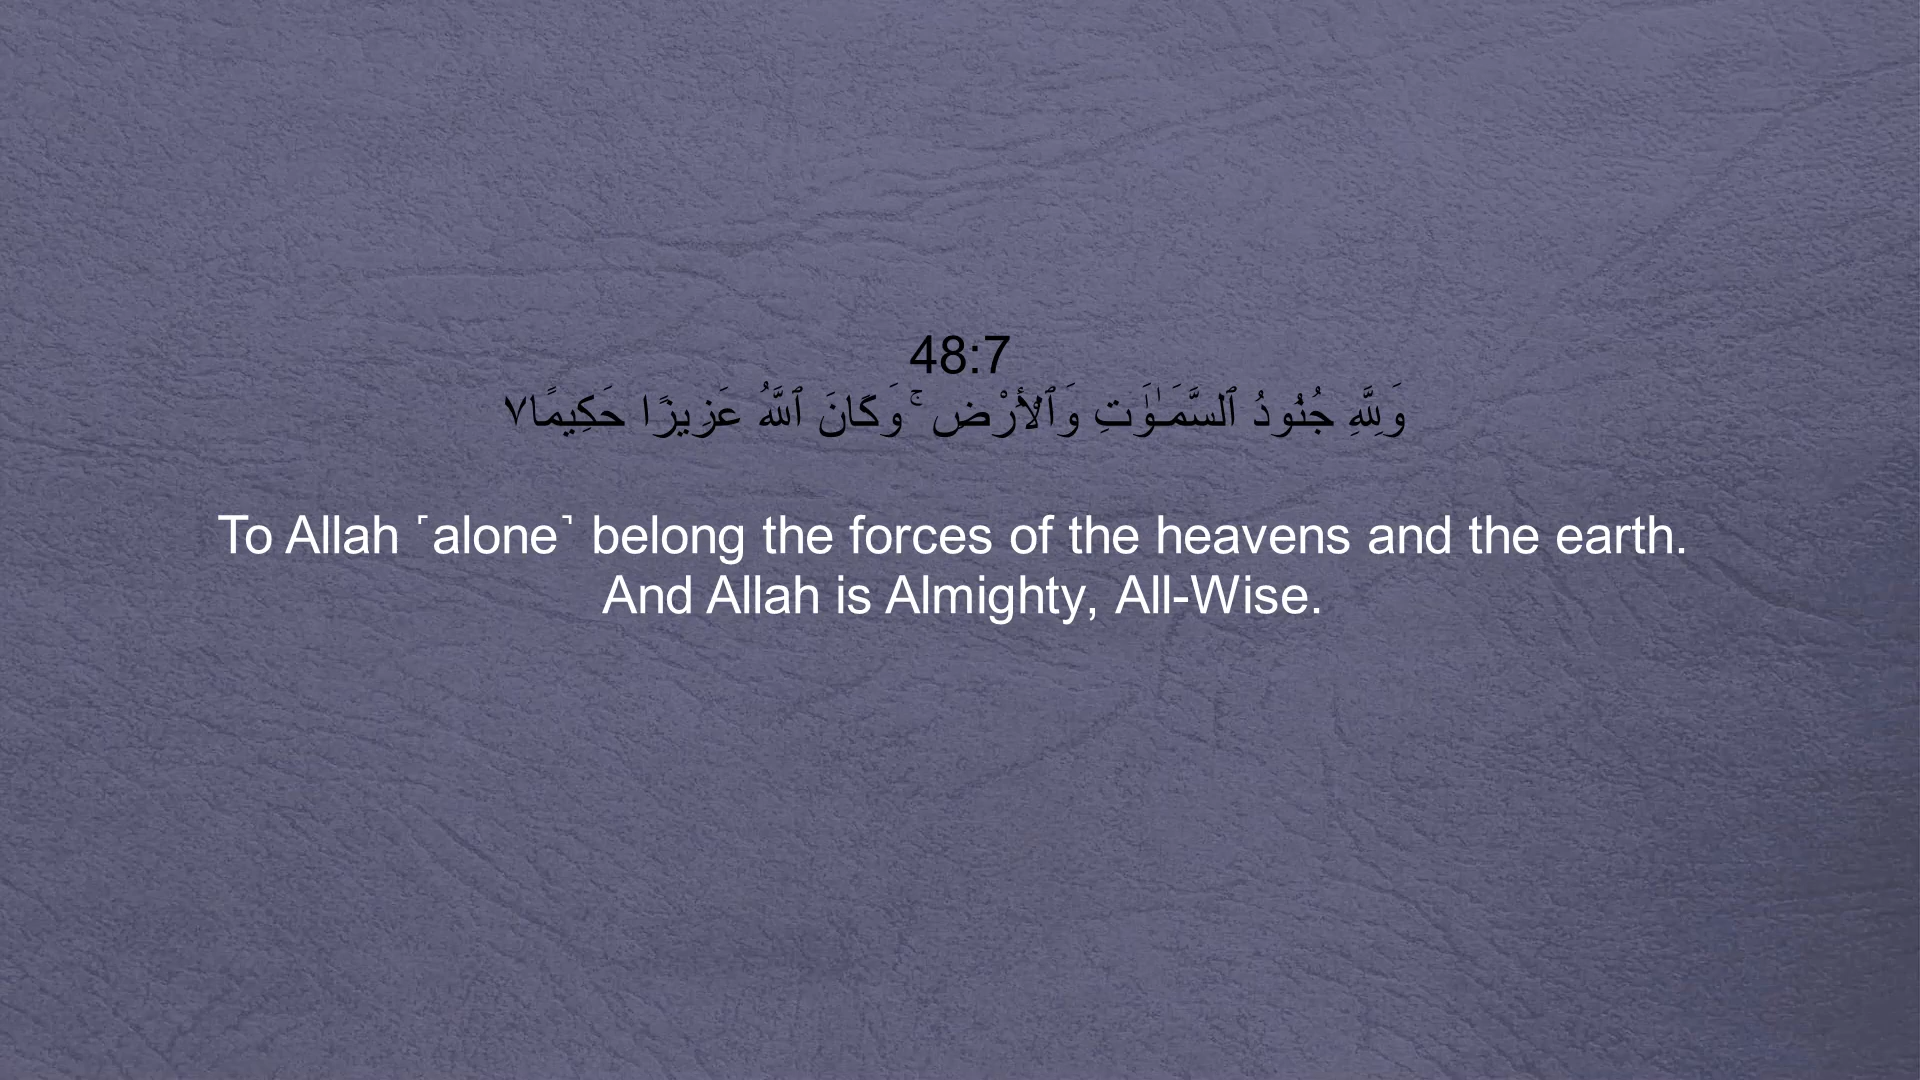 48:7
وَلِلَّهِ جُنُودُ ٱلسَّمَـٰوَٰتِ وَٱلْأَرْضِ ۚ وَكَانَ ٱللَّهُ عَزِيزًا حَكِيمًا٧
To Allah ˹alone˺ belong the forces of the heavens and the earth.
And Allah is Almighty, All-Wise.